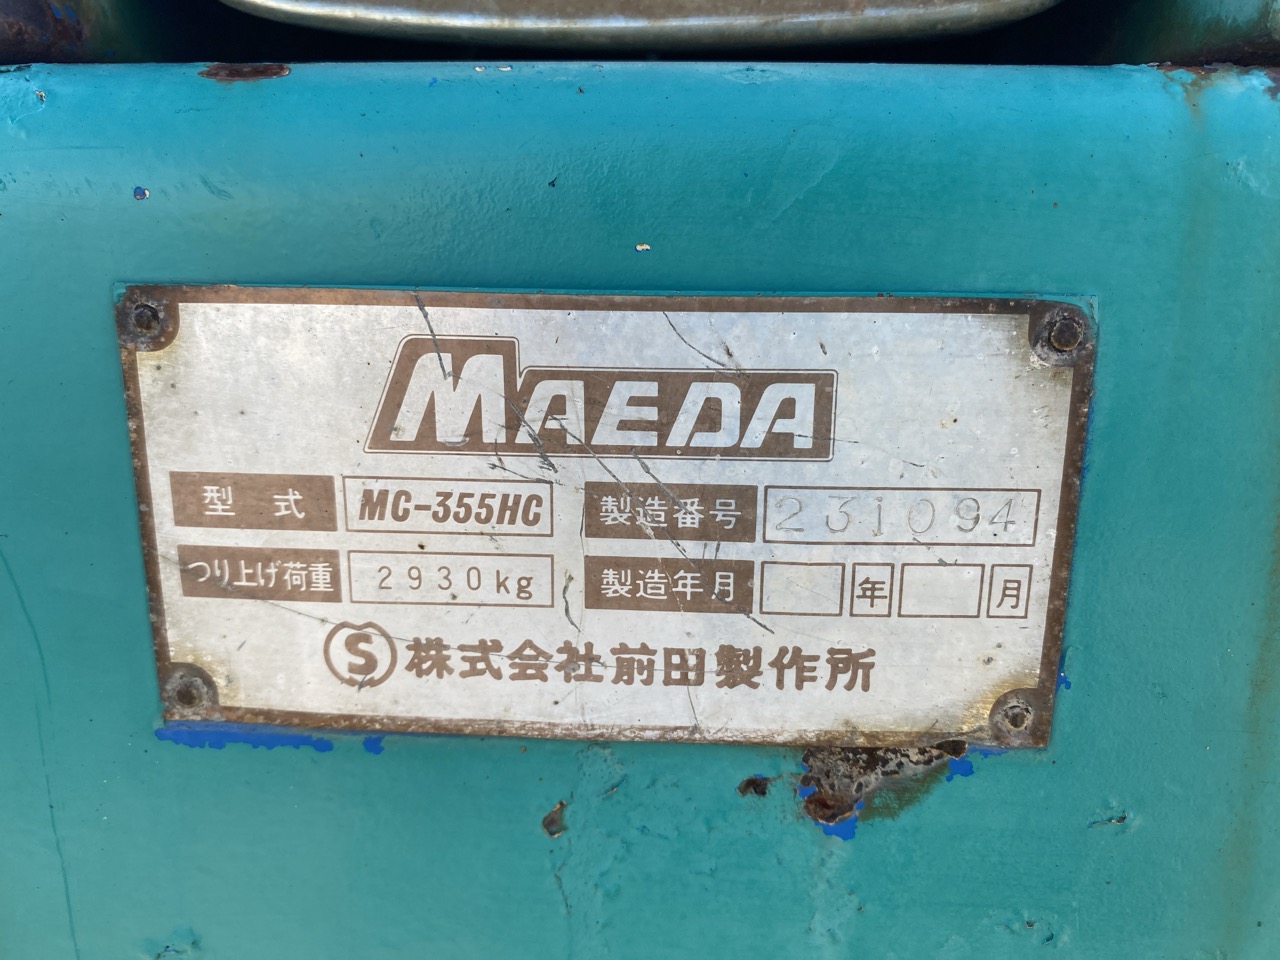 MAEDA
型式 MC-355HC 製造番号 231094
つり上げ荷重 2930kg 製造年月 年 月
S 株式会社前田製作所